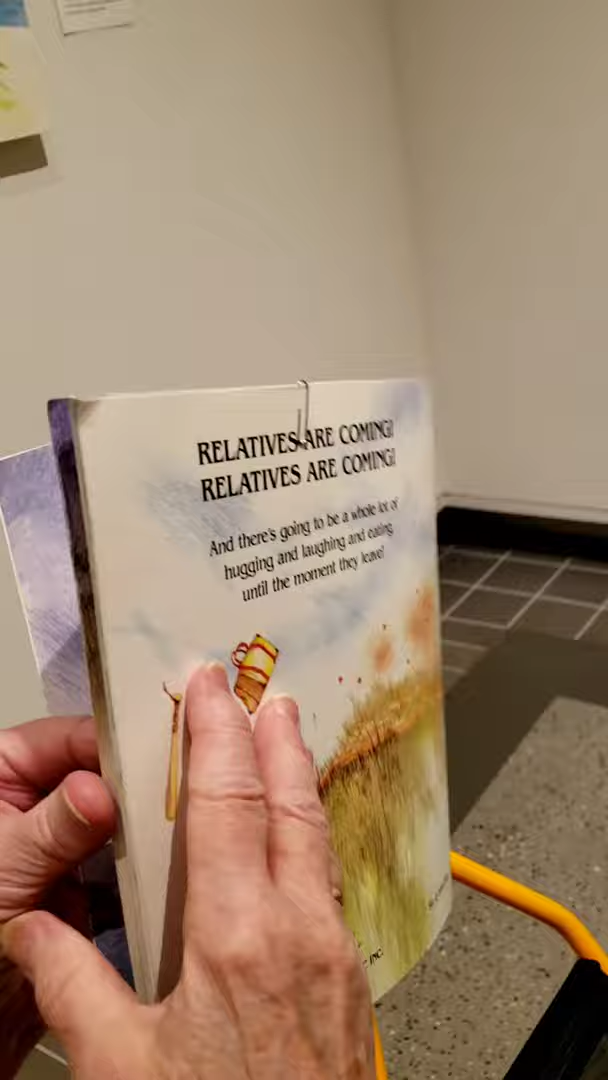 RELATIVES ARE COMING!
RELATIVES ARE COMING!
And there's going to be a whole lot of
hugging and laughing and eating
until the moment they leave!
INC.